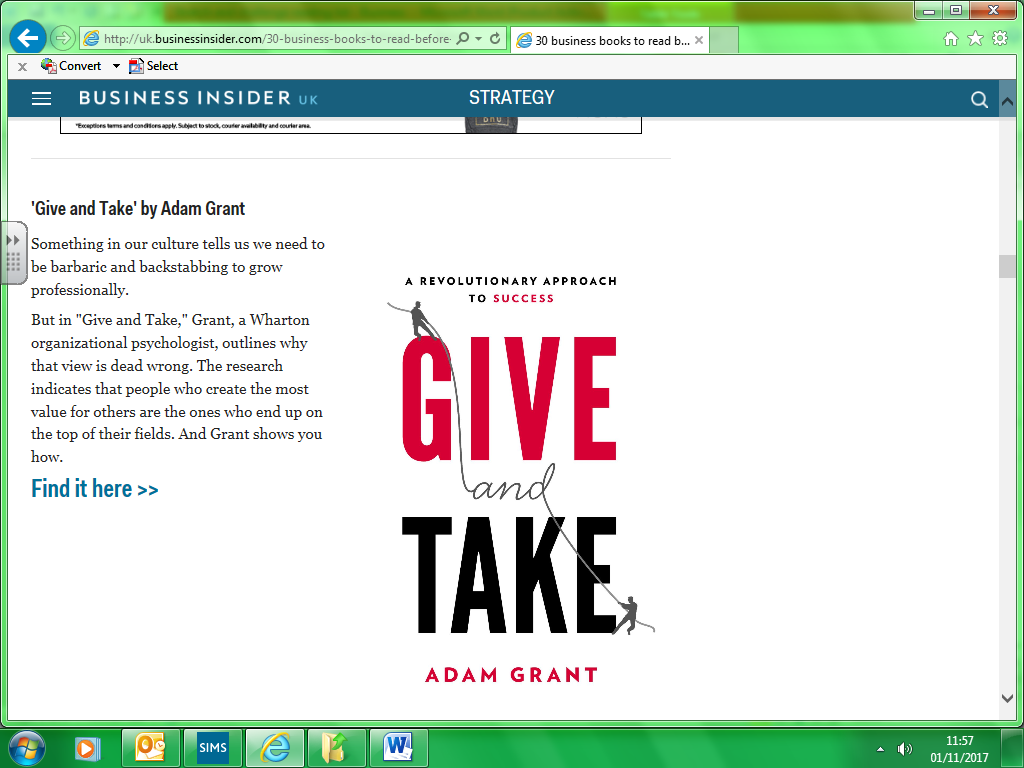 http://uk.businessinsider.com/30-business-books-to-read-before-
30 business books to read b...
x Convert Select
BUSINESS INSIDER UK
STRATEGY
*Exceptions terms and conditions apply. Subject to stock, courier availability and courier area.
'Give and Take' by Adam Grant
Something in our culture tells us we need to
be barbaric and backstabbing to grow
professionally.
But in "Give and Take," Grant, a Wharton
organizational psychologist, outlines why
that view is dead wrong. The research
indicates that people who create the most
value for others are the ones who end up on
the top of their fields. And Grant shows you
how.
Find it here >>
A REVOLUTIONARY APPROACH
TO SUCCESS
GIVE
and
TAKE
ADAM GRANT
SIMS
11:57
01/11/2017